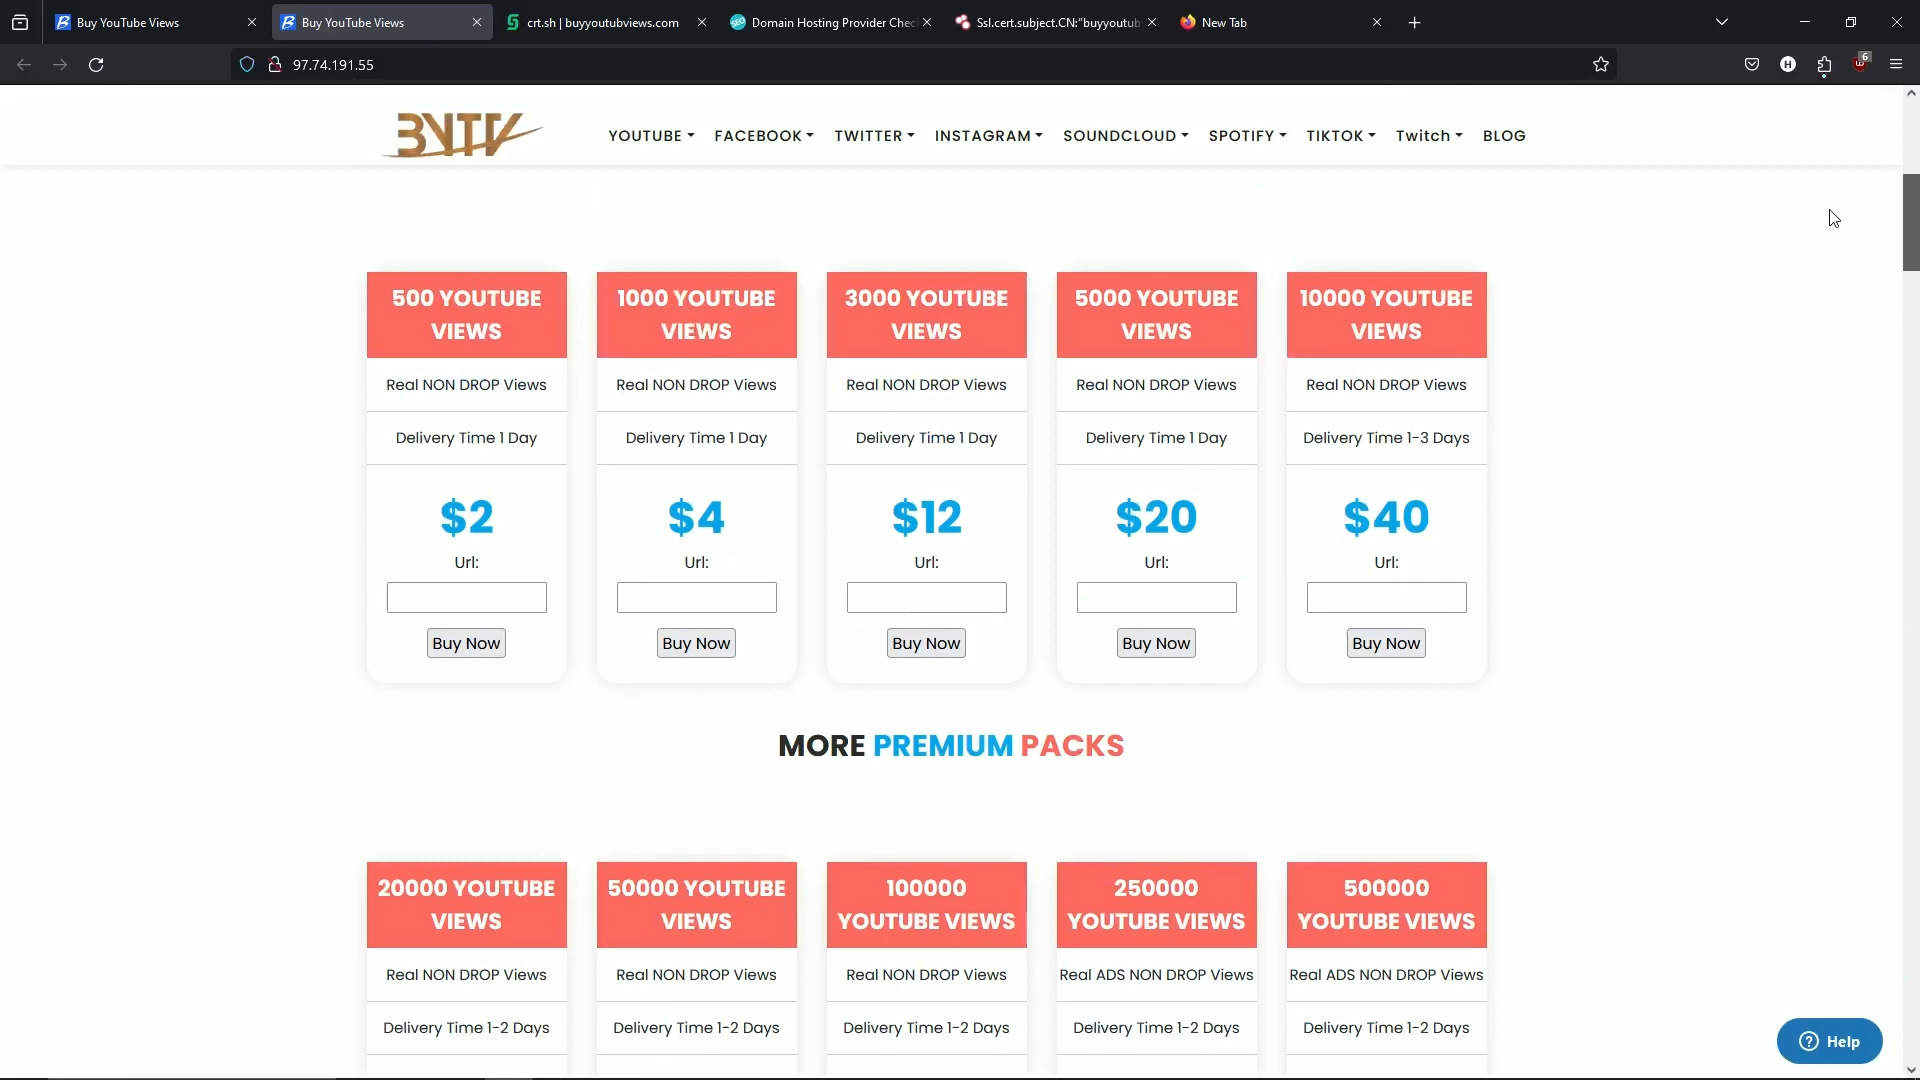 Buy YouTube Views
Buy YouTube Views
crt.sh | buyyoutubviews.com
Domain Hosting Provider Chec
Ssl.cert.subject.CN:"buyyoutub
New Tab
97.74.191.55
6
BYTV
YOUTUBE
FACEBOOK
TWITTER
INSTAGRAM
SOUNDCLOUD
SPOTIFY
TIKTOK
Twitch
BLOG
500 YOUTUBE
VIEWS
Real NON DROP Views
Delivery Time 1 Day
$2
Url:
Buy Now
1000 YOUTUBE
VIEWS
Real NON DROP Views
Delivery Time 1 Day
$4
Url:
Buy Now
3000 YOUTUBE
VIEWS
Real NON DROP Views
Delivery Time 1 Day
$12
Url:
Buy Now
5000 YOUTUBE
VIEWS
Real NON DROP Views
Delivery Time 1 Day
$20
Url:
Buy Now
10000 YOUTUBE
VIEWS
Real NON DROP Views
Delivery Time 1-3 Days
$40
Url:
Buy Now
MORE PREMIUM PACKS
20000 YOUTUBE
VIEWS
Real NON DROP Views
Delivery Time 1-2 Days
50000 YOUTUBE
VIEWS
Real NON DROP Views
Delivery Time 1-2 Days
100000
YOUTUBE VIEWS
Real NON DROP Views
Delivery Time 1-2 Days
250000
YOUTUBE VIEWS
Real ADS NON DROP Views
Delivery Time 1-2 Days
500000
YOUTUBE VIEWS
Real ADS NON DROP Views
Delivery Time 1-2 Days
Help